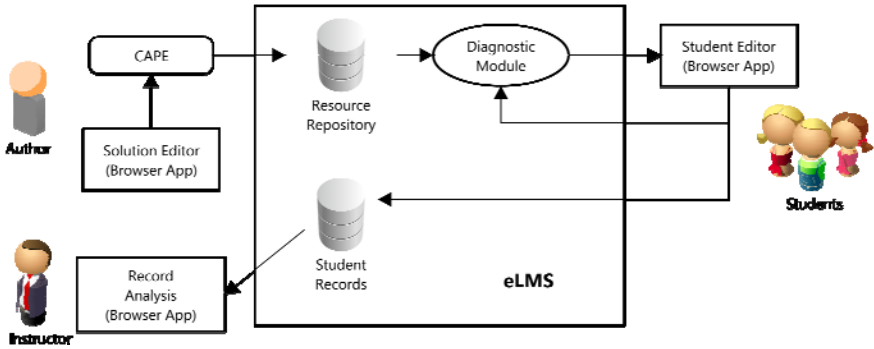 CAPE
Diagnostic
Module
Student Editor
(Browser App)
Resource
Repository
Author
Solution Editor
(Browser App)
Students
Student
Records
eLMS
Record
Analysis
(Browser App)
Instructor